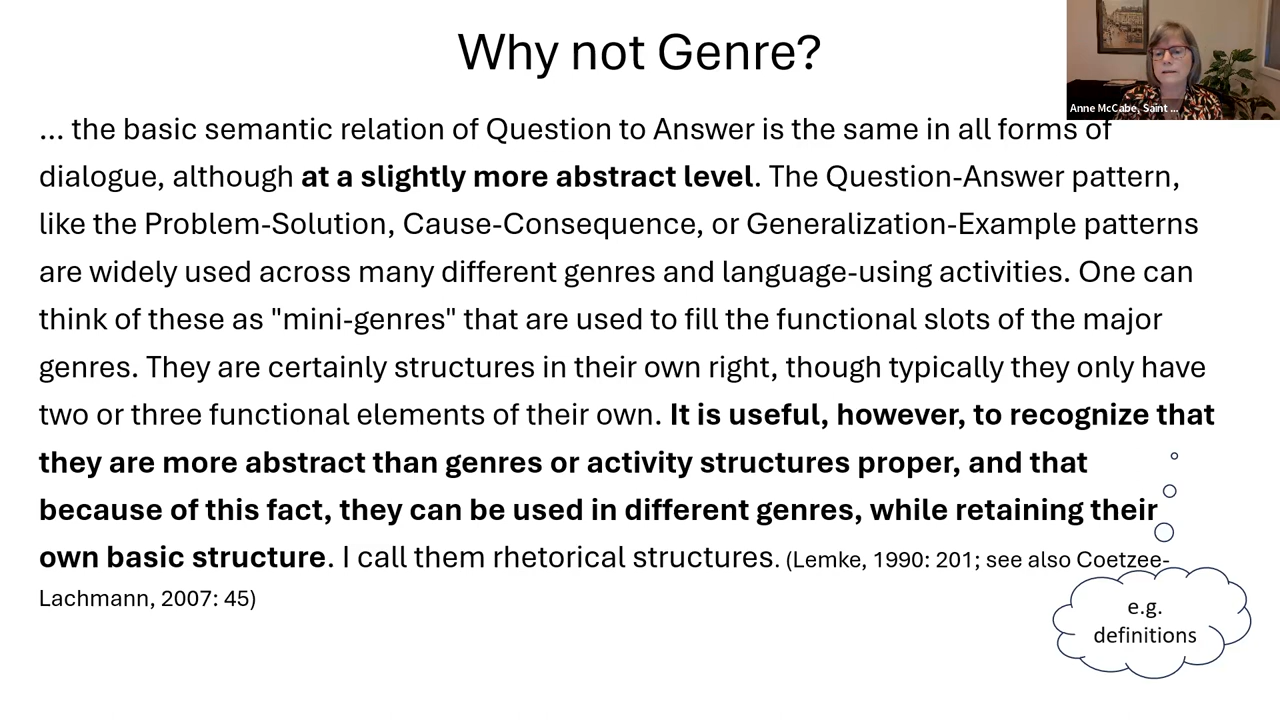 Why not Genre?
Anne McCabe, Saint ...
... the basic semantic relation of Question to Answer is the same in all forms of
dialogue, although at a slightly more abstract level. The Question-Answer pattern,
like the Problem-Solution, Cause-Consequence, or Generalization-Example patterns
are widely used across many different genres and language-using activities. One can
think of these as "mini-genres" that are used to fill the functional slots of the major
genres. They are certainly structures in their own right, though typically they only have
two or three functional elements of their own. It is useful, however, to recognize that
they are more abstract than genres or activity structures proper, and that
because of this fact, they can be used in different genres, while retaining their
own basic structure. I call them rhetorical structures. (Lemke, 1990: 201; see also Coetzee-
Lachmann, 2007: 45)
e.g.
definitions